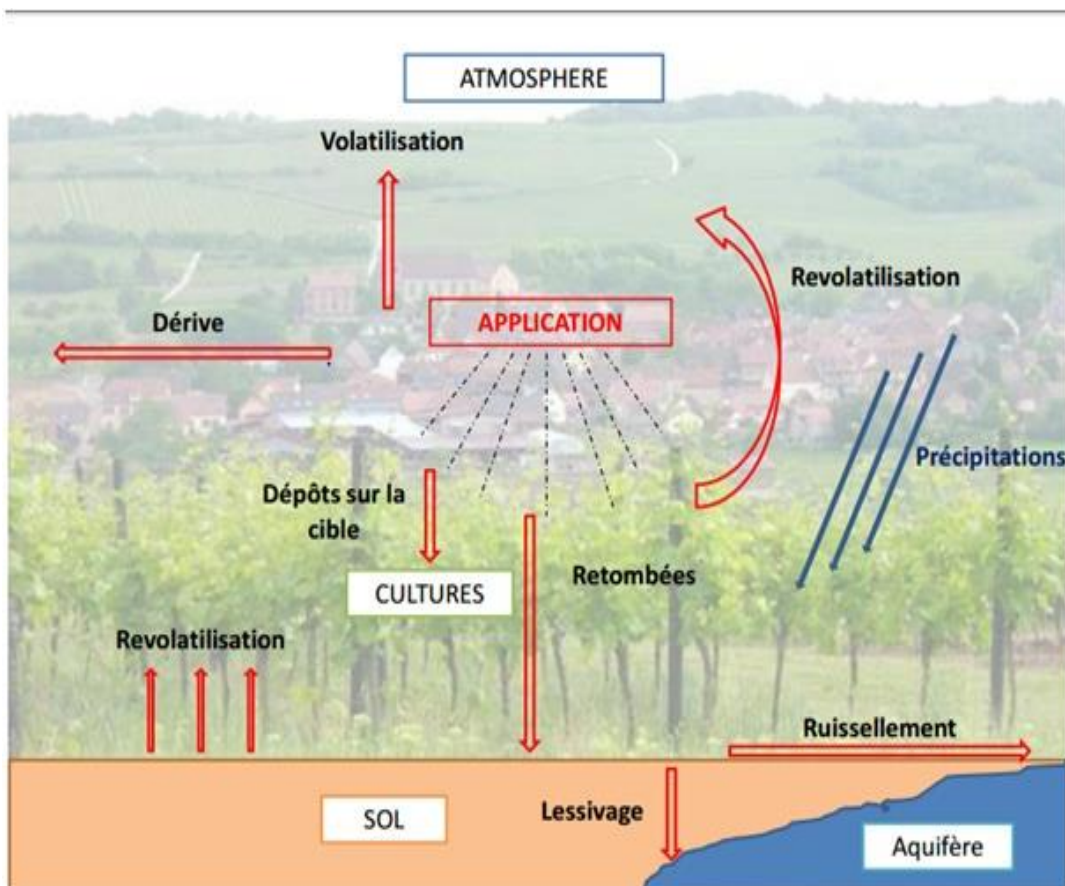 ATMOSPHERE
Volatilisation
Revolatilisation
Dérive
APPLICATION
Précipitations
Dépôts sur la
cible
Retombées
CULTURES
Revolatilisation
Ruissellement
Lessivage
SOL
Aquifère